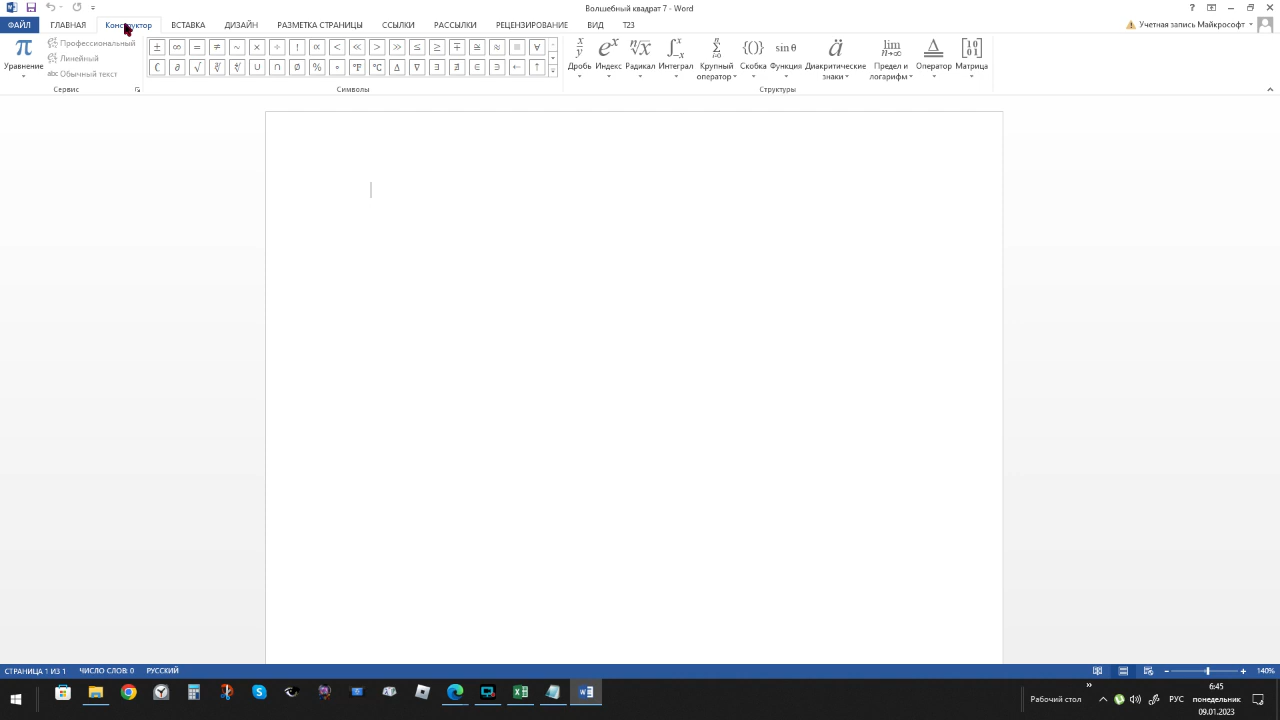 Волшебный квадрат 7 - Word
ФАЙЛ ГЛАВНАЯ Конструктор ВСТАВКА ДИЗАЙН РАЗМЕТКА СТРАНИЦЫ ССЫЛКИ РАССЫЛКИ РЕЦЕНЗИРОВАНИЕ ВИД T23 Учетная запись Майкрософт
Уравнение
Профессиональный
Линейный
abc Обычный текст
Сервис
± ∞ = ≠ ~ × ÷ ! ∝ < ≪ > ≫ ≤ ≥ ∓ ≅ ≈ ≡ ∀
∁ ∂ √ ∛ ∜ ∪ ∩ ∅ % ° °F °C ∆ ∇ ∃ ∄ ∈ ∋ ← ↑
Символы
Дробь Индекс Радикал Интеграл Крупный оператор Скобка Функция Диакритические знаки Предел и логарифм Оператор Матрица
Структуры
СТРАНИЦА 1 ИЗ 1 ЧИСЛО СЛОВ: 0 РУССКИЙ 140%
Рабочий стол РУС
6:45
понедельник
09.01.2023